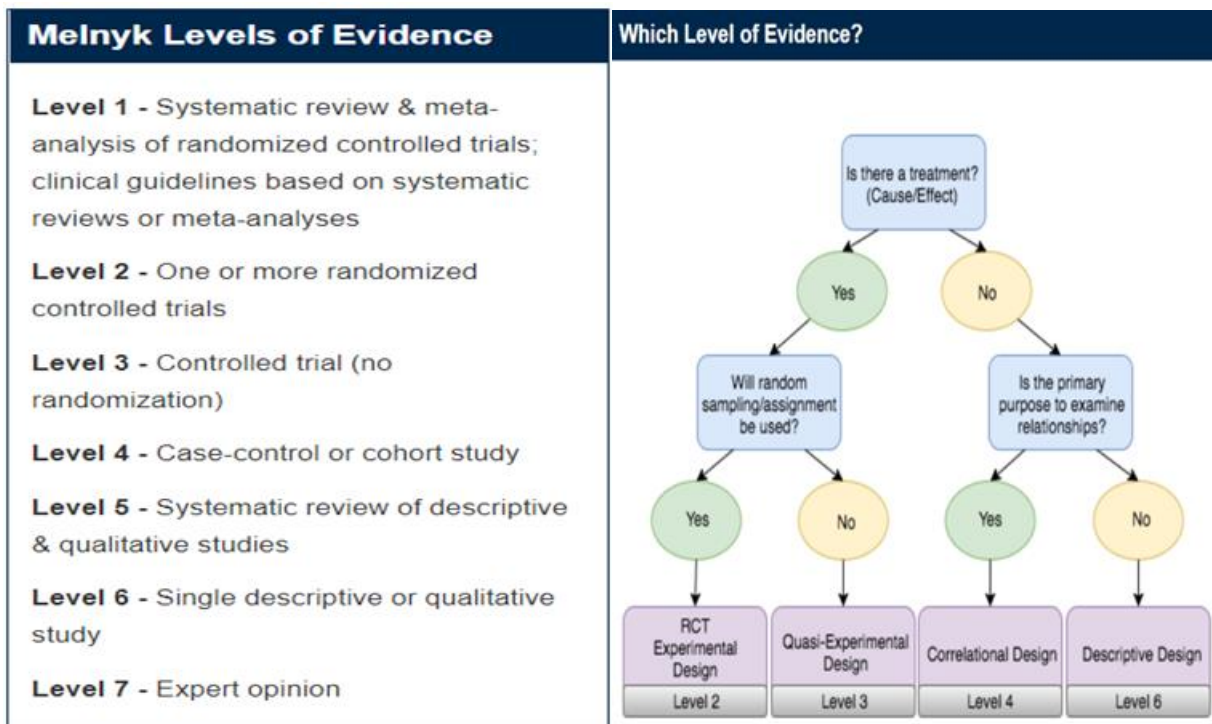 Melnyk Levels of Evidence
Level 1 - Systematic review & meta-
analysis of randomized controlled trials;
clinical guidelines based on systematic
reviews or meta-analyses
Level 2 - One or more randomized
controlled trials
Level 3 - Controlled trial (no
randomization)
Level 4 - Case-control or cohort study
Level 5 - Systematic review of descriptive
& qualitative studies
Level 6 - Single descriptive or qualitative
study
Level 7 - Expert opinion
Which Level of Evidence?
Is there a treatment?
(Cause/Effect)
Yes
No
Will random
sampling/assignment
be used?
Is the primary
purpose to examine
relationships?
Yes
No
Yes
No
RCT
Experimental
Design
Level 2
Quasi-Experimental
Design
Level 3
Correlational Design
Level 4
Descriptive Design
Level 6